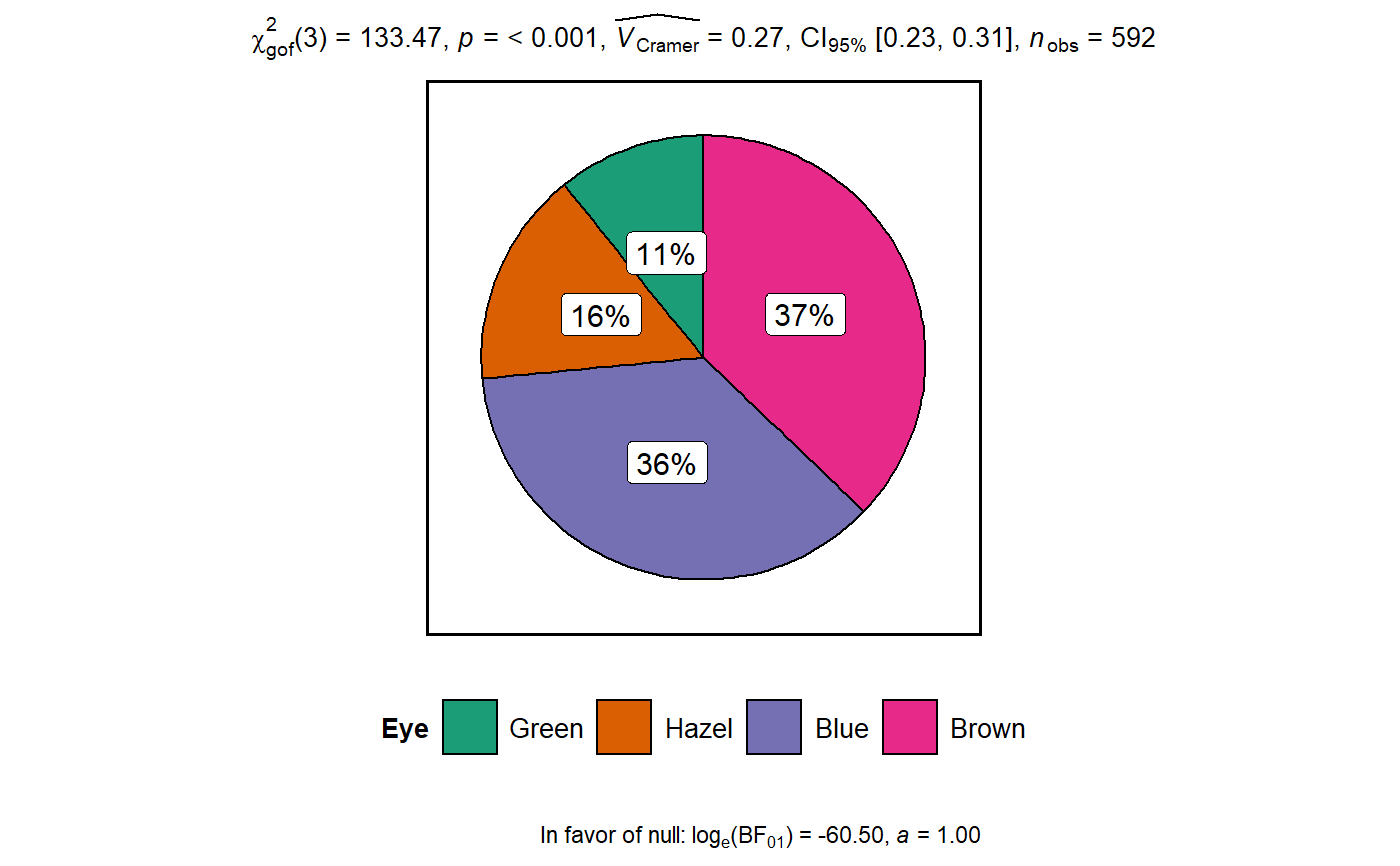 χ²gof(3) = 133.47, p = < 0.001, V̂Cramer = 0.27, CI95% [0.23, 0.31], nobs = 592
11%
37%
16%
36%
Eye Green Hazel Blue Brown
In favor of null: loge(BF01) = -60.50, a = 1.00